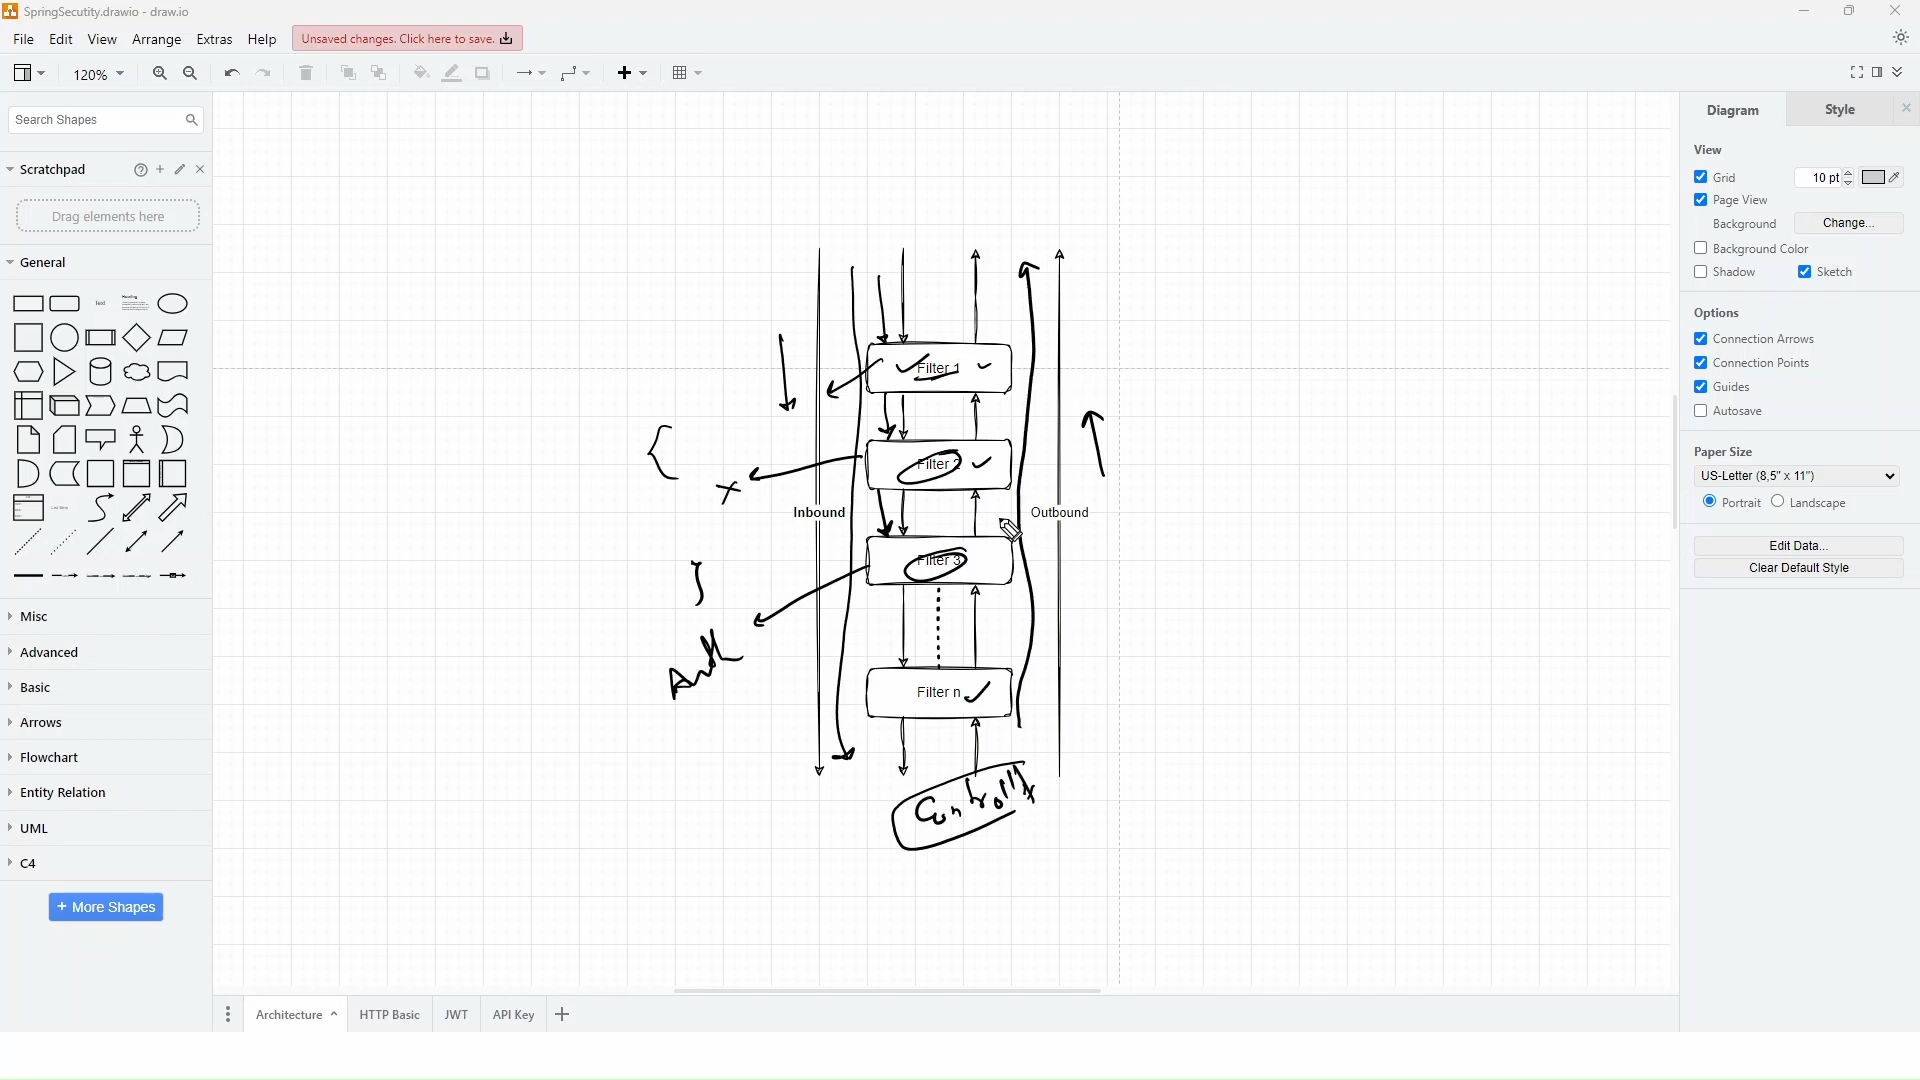 SpringSecutity.drawio - draw.io
File Edit View Arrange Extras Help Unsaved changes. Click here to save.
120%
Search Shapes
Scratchpad
Drag elements here
General
Text
Heading
Misc
Advanced
Basic
Arrows
Flowchart
Entity Relation
UML
C4
+ More Shapes
Filter 1
Filter 2
Inbound
Outbound
Filter 3
Auth
Filter n
Controller
Architecture
HTTP Basic
JWT
API Key
Diagram
Style
View
Grid 10 pt
Page View
Background Change...
Background Color
Shadow Sketch
Options
Connection Arrows
Connection Points
Guides
Autosave
Paper Size
US-Letter (8,5" x 11")
Portrait Landscape
Edit Data...
Clear Default Style